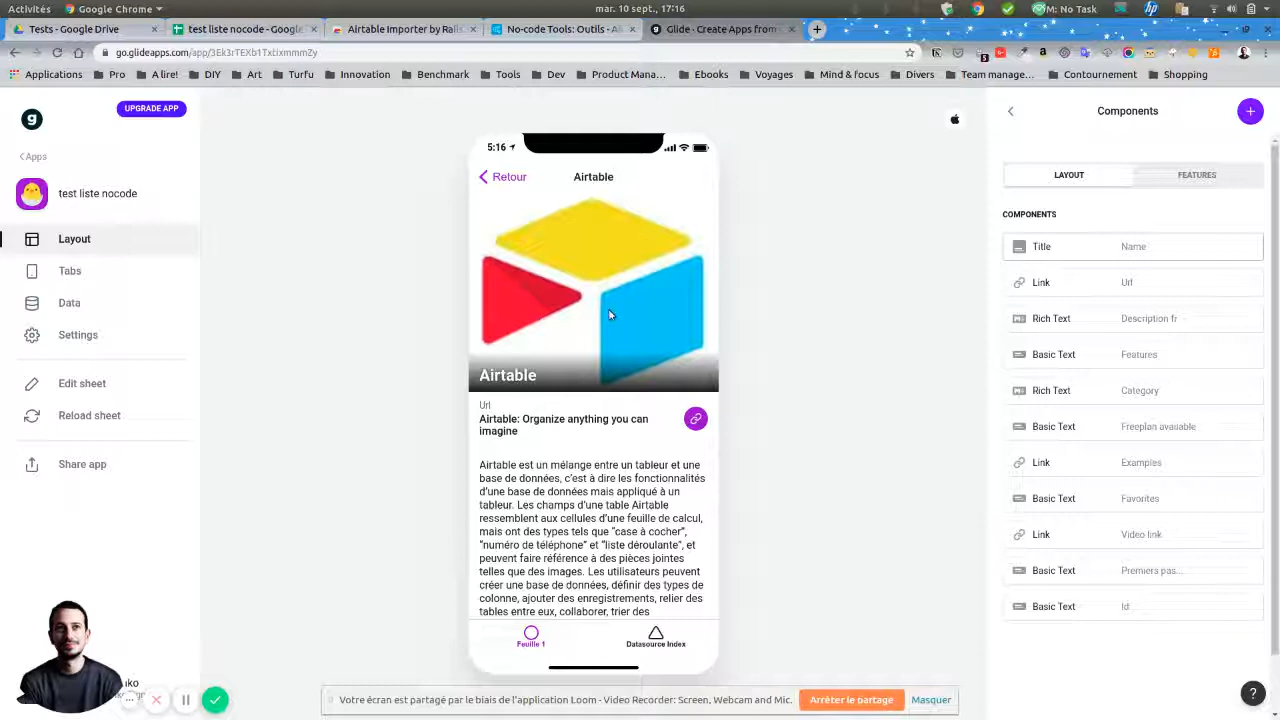 Activités
Google Chrome
mar. 10 sept., 17:16
M: No Task
Tests - Google Drive
test liste nocode - Google
Airtable Importer by Rails
No-code Tools: Outils - A
Glide - Create Apps from
go.glideapps.com/app/3Ek3rTEXb1Txtixmmmzy
Applications
Pro
A lire!
DIY
Art
Turfu
Innovation
Benchmark
Tools
Dev
Product Mana...
Ebooks
Voyages
Mind & focus
Divers
Team manage...
Contournement
Shopping
g
UPGRADE APP
Apps
test liste nocode
Layout
Tabs
Data
Settings
Edit sheet
Reload sheet
Share app
5:16
Retour
Airtable
Airtable
Url
Airtable: Organize anything you can
imagine
Airtable est un mélange entre un tableur et une
base de données, c'est à dire les fonctionnalités
d'une base de données mais appliqué à un
tableur. Les champs d'une table Airtable
ressemblent aux cellules d'une feuille de calcul,
mais ont des types tels que "case à cocher",
"numéro de téléphone" et "liste déroulante", et
peuvent faire référence à des pièces jointes
telles que des images. Les utilisateurs peuvent
créer une base de données, définir des types de
colonne, ajouter des enregistrements, relier des
tables entre eux, collaborer, trier des
Feuille 1
Datasource Index
Components
LAYOUT
FEATURES
COMPONENTS
Title Name
Link Url
Rich Text Description fr
Basic Text Features
Rich Text Category
Basic Text Freeplan available
Link Examples
Basic Text Favorites
Link Video link
Basic Text Premiers pas...
Basic Text Id
Votre écran est partagé par le biais de l'application Loom - Video Recorder: Screen, Webcam and Mic.
Arrêter le partage
Masquer
?